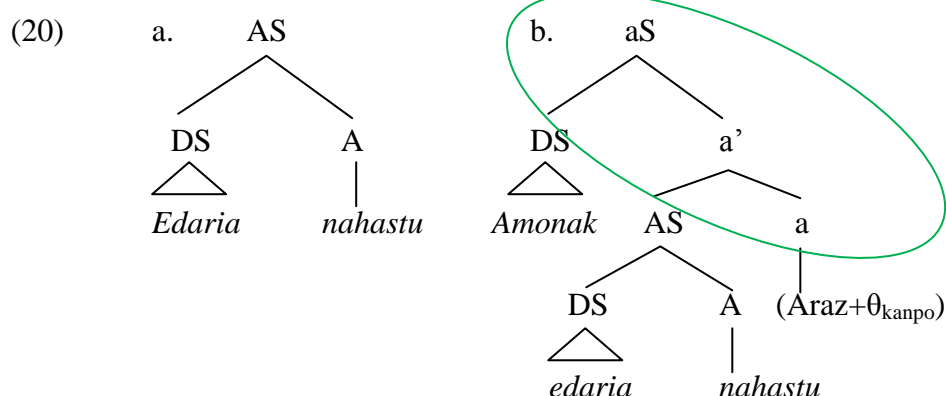 (20) a. AS b. aS
DS A DS a'
Edaria nahastu Amonak AS a
DS A (Araz+θkanpo)
edaria nahastu